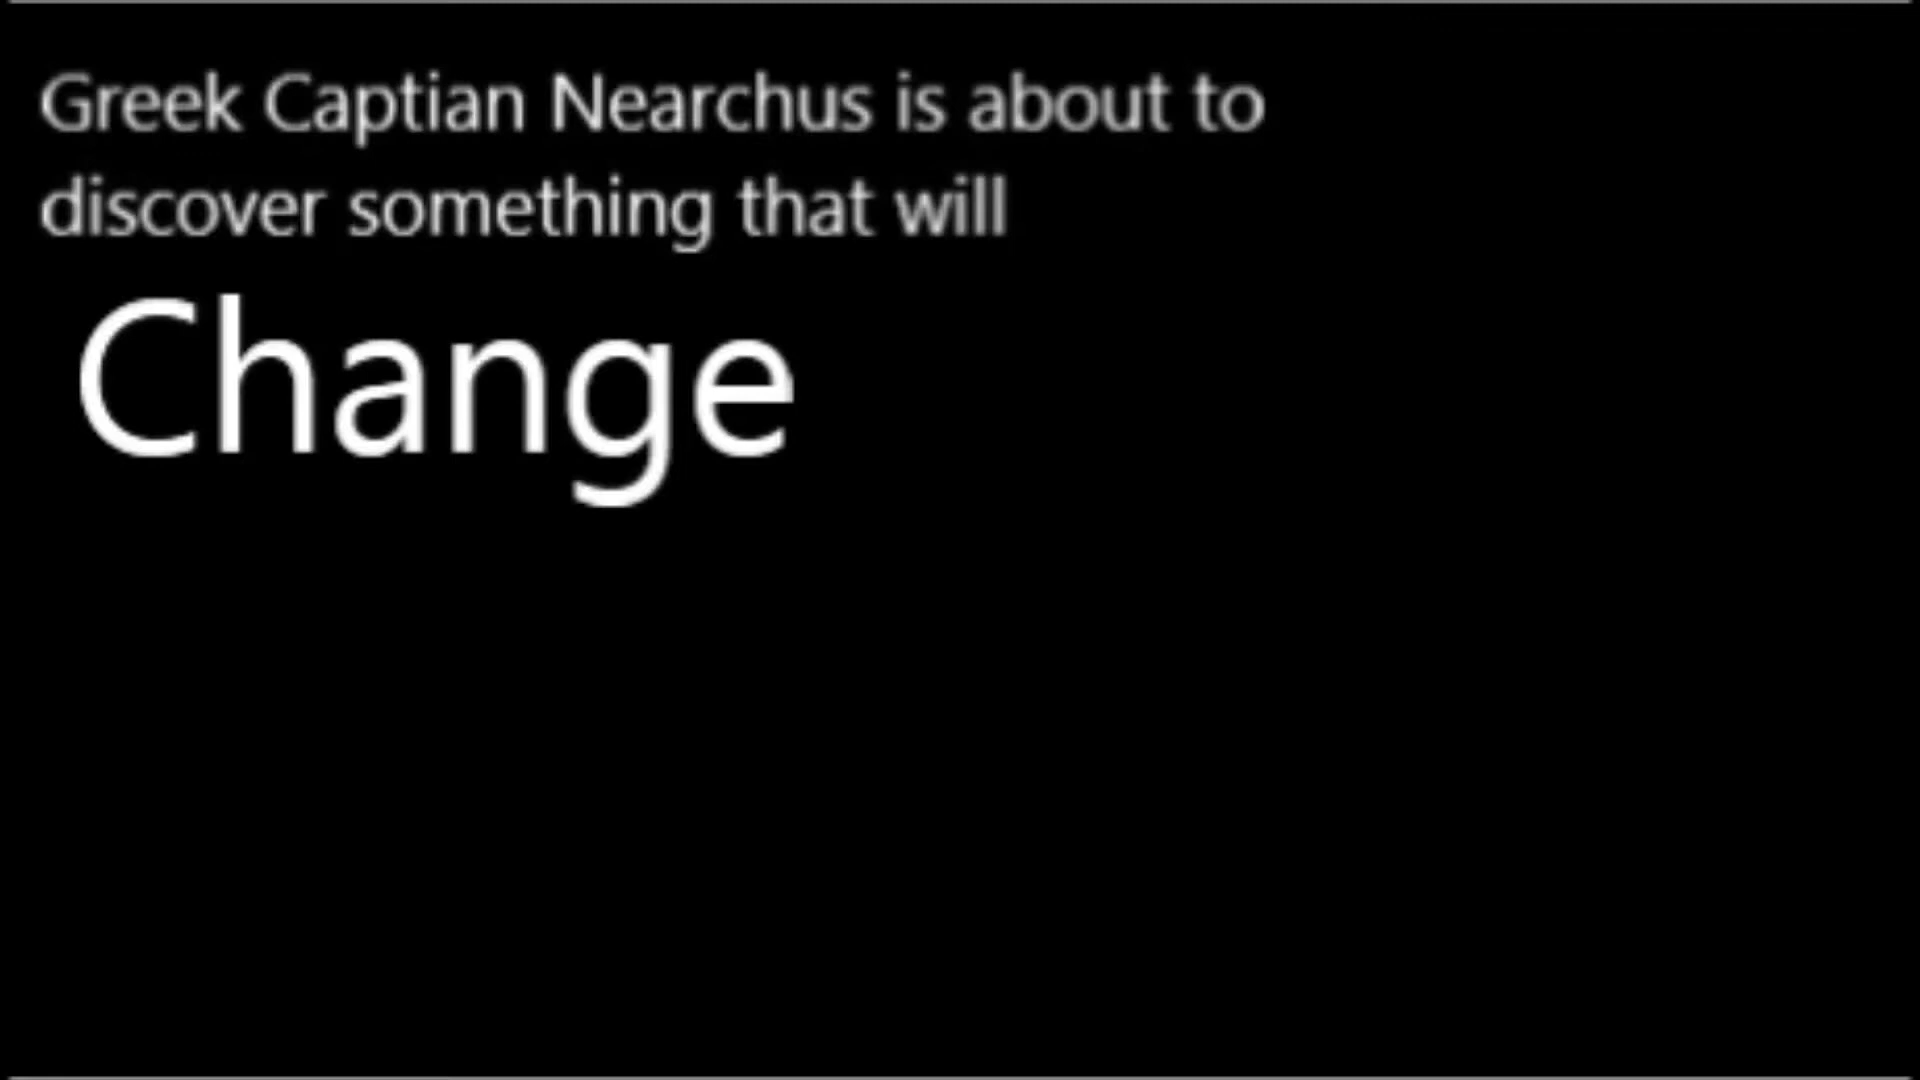 Greek Captian Nearchus is about to
discover something that will
Change